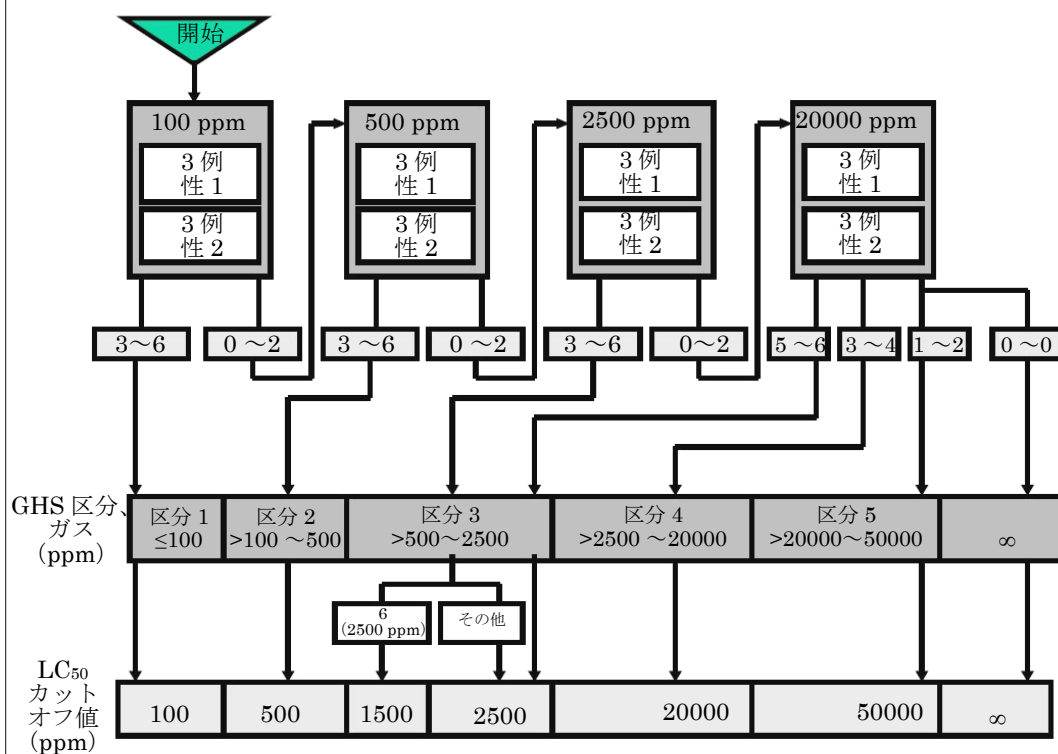 開始
100 ppm
3 例
性 1
3 例
性 2
500 ppm
3 例
性 1
3 例
性 2
2500 ppm
3 例
性 1
3 例
性 2
20000 ppm
3 例
性 1
3 例
性 2
3~6
0 ~2
3 ~6
0 ~2
3 ~6
0~2
5 ~6
3 ~4
1 ~2
0 ~0
GHS 区分、
ガス
(ppm)
区分 1
≤100
区分 2
>100 ~500
区分 3
>500~2500
区分 4
>2500 ~20000
区分 5
>20000~50000
∞
6
(2500 ppm)
その他
LC₅₀
カット
オフ値
(ppm)
100
500
1500
2500
20000
50000
∞